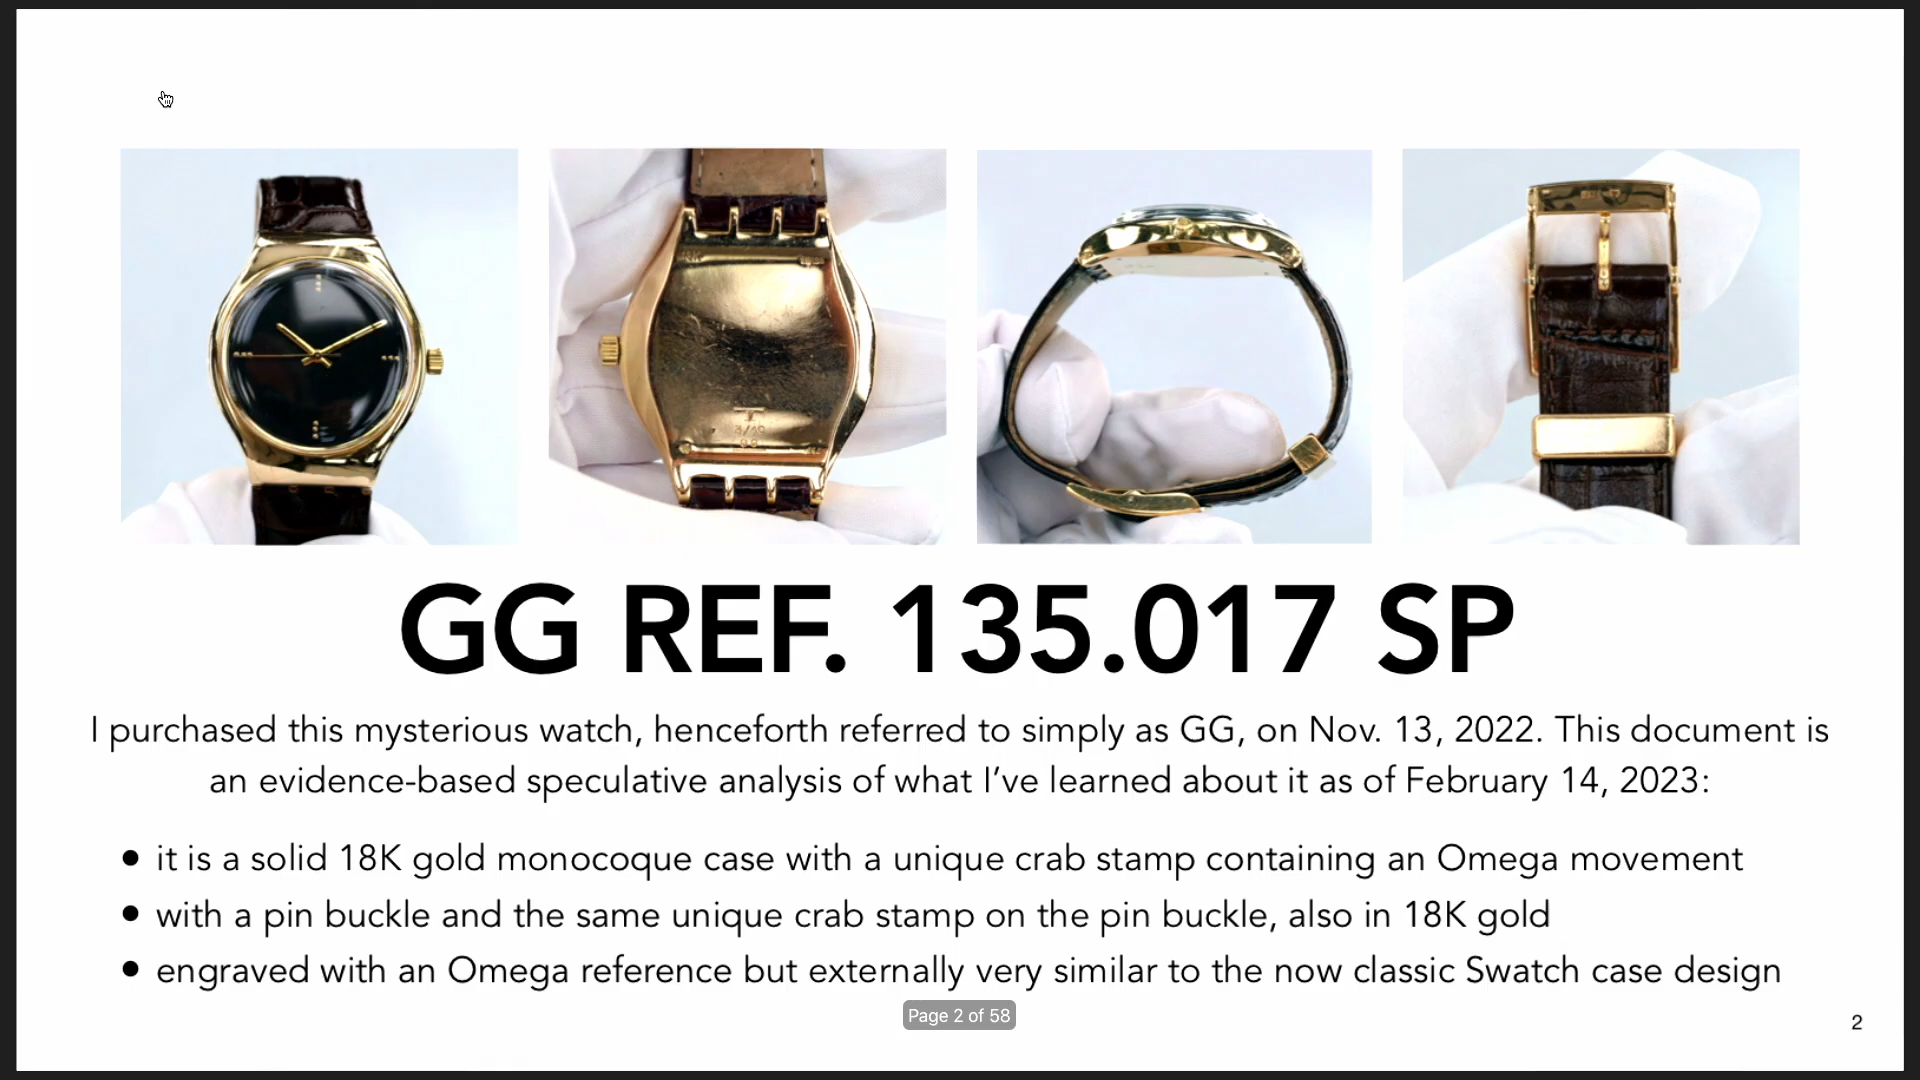 3/10
GG REF. 135.017 SP
I purchased this mysterious watch, henceforth referred to simply as GG, on Nov. 13, 2022. This document is
an evidence-based speculative analysis of what I’ve learned about it as of February 14, 2023:
• it is a solid 18K gold monocoque case with a unique crab stamp containing an Omega movement
• with a pin buckle and the same unique crab stamp on the pin buckle, also in 18K gold
• engraved with an Omega reference but externally very similar to the now classic Swatch case design
Page 2 of 58
2